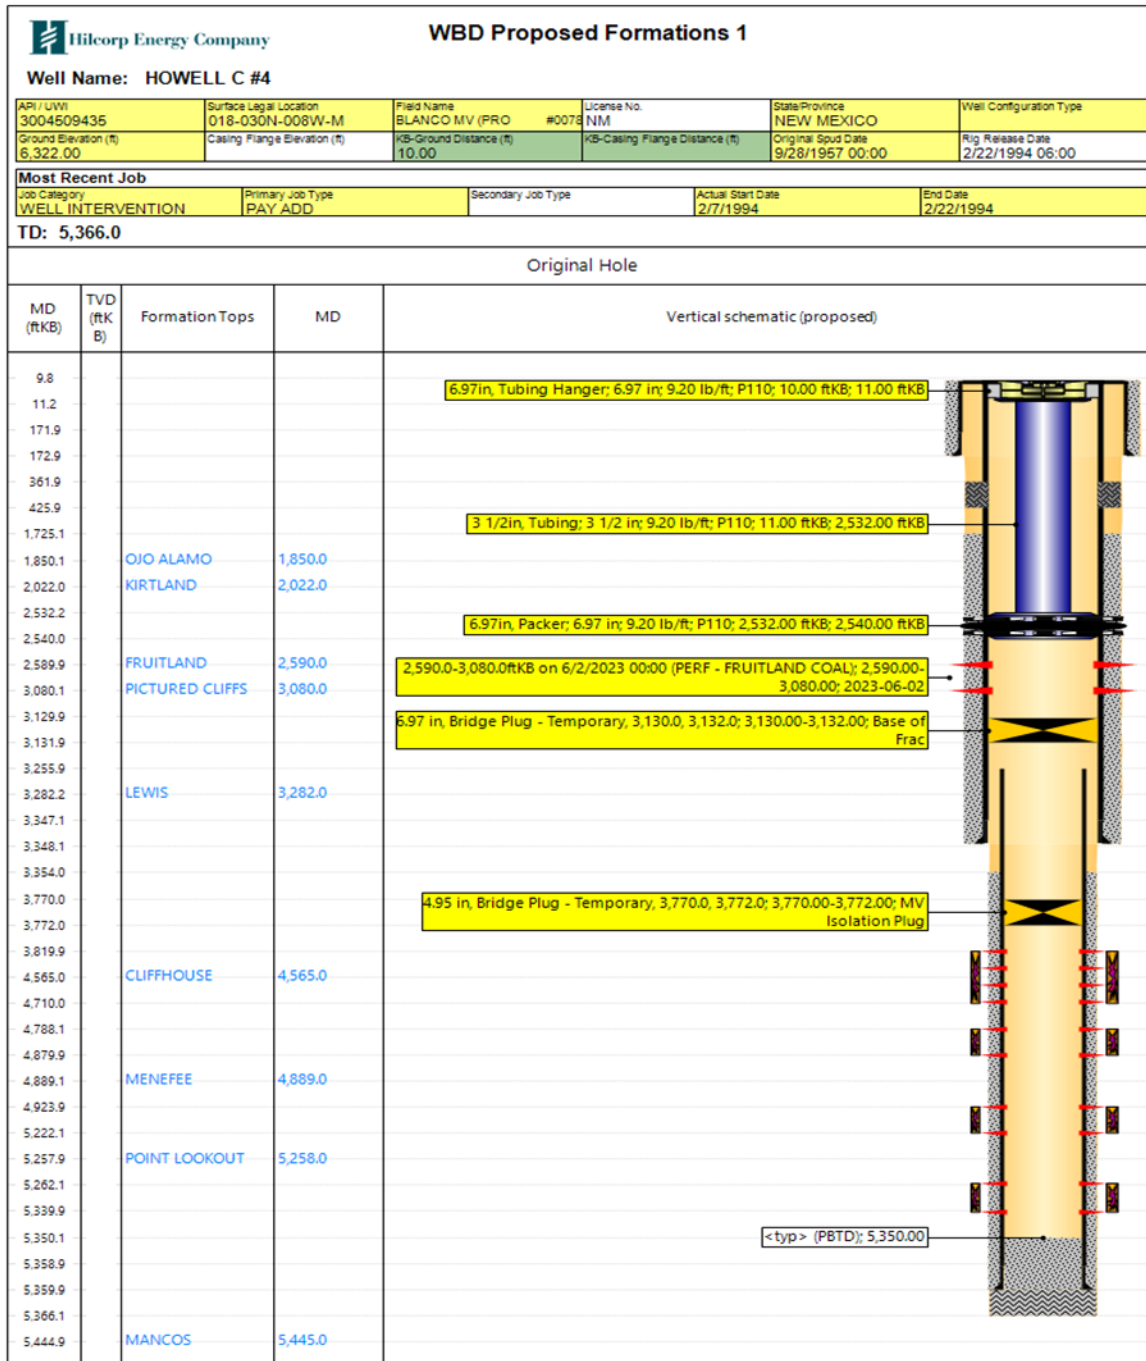 Hilcorp Energy Company
WBD Proposed Formations 1
Well Name: HOWELL C #4
API / UWI
3004509435
Surface Legal Location
018-030N-008W-M
Field Name
BLANCO MV (PRO #0078
License No.
NM
State/Province
NEW MEXICO
Well Configuration Type
Ground Elevation (ft)
6,322.00
Casing Flange Elevation (ft)
KB-Ground Distance (ft)
10.00
KB-Casing Flange Distance (ft)
Original Spud Date
9/28/1957 00:00
Rig Release Date
2/22/1994 06:00
Most Recent Job
Job Category
WELL INTERVENTION
Primary Job Type
PAY ADD
Secondary Job Type
Actual Start Date
2/7/1994
End Date
2/22/1994
TD: 5,366.0
Original Hole
MD
(ftKB)
TVD
(ftK
B)
Formation Tops
MD
Vertical schematic (proposed)
9.8
6.97in, Tubing Hanger; 6.97 in; 9.20 lb/ft; P110; 10.00 ftKB; 11.00 ftKB
11.2
171.9
172.9
361.9
425.9
3 1/2in, Tubing; 3 1/2 in; 9.20 lb/ft; P110; 11.00 ftKB; 2,532.00 ftKB
1,725.1
1,850.1 OJO ALAMO 1,850.0
2,022.0 KIRTLAND 2,022.0
2,532.2
6.97in, Packer; 6.97 in; 9.20 lb/ft; P110; 2,532.00 ftKB; 2,540.00 ftKB
2,540.0
2,589.9 FRUITLAND 2,590.0
2,590.0-3,080.0ftKB on 6/2/2023 00:00 (PERF - FRUITLAND COAL); 2,590.00-
3,080.00; 2023-06-02
3,080.1 PICTURED CLIFFS 3,080.0
3,129.9
6.97 in, Bridge Plug - Temporary, 3,130.0, 3,132.0; 3,130.00-3,132.00; Base of
Frac
3,131.9
3,255.9
3,282.2 LEWIS 3,282.0
3,347.1
3,348.1
3,354.0
3,770.0
4.95 in, Bridge Plug - Temporary, 3,770.0, 3,772.0; 3,770.00-3,772.00; MV
Isolation Plug
3,772.0
3,819.9
4,565.0 CLIFFHOUSE 4,565.0
4,710.0
4,788.1
4,879.9
4,889.1 MENEFEE 4,889.0
4,923.9
5,222.1
5,257.9 POINT LOOKOUT 5,258.0
5,262.1
5,339.9
5,350.1 <typ> (PBTD); 5,350.00
5,358.9
5,359.9
5,366.1
5,444.9 MANCOS 5,445.0